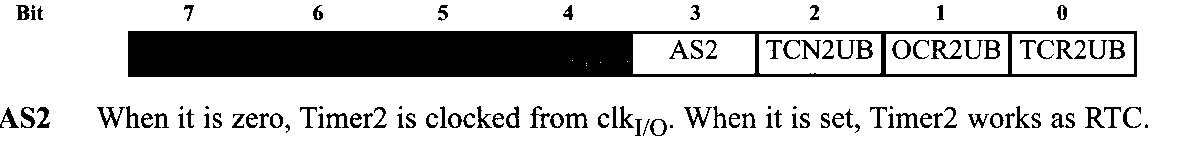 Bit 7 6 5 4 3 2 1 0
AS2 TCN2UB OCR2UB TCR2UB
AS2 When it is zero, Timer2 is clocked from clkI/O. When it is set, Timer2 works as RTC.